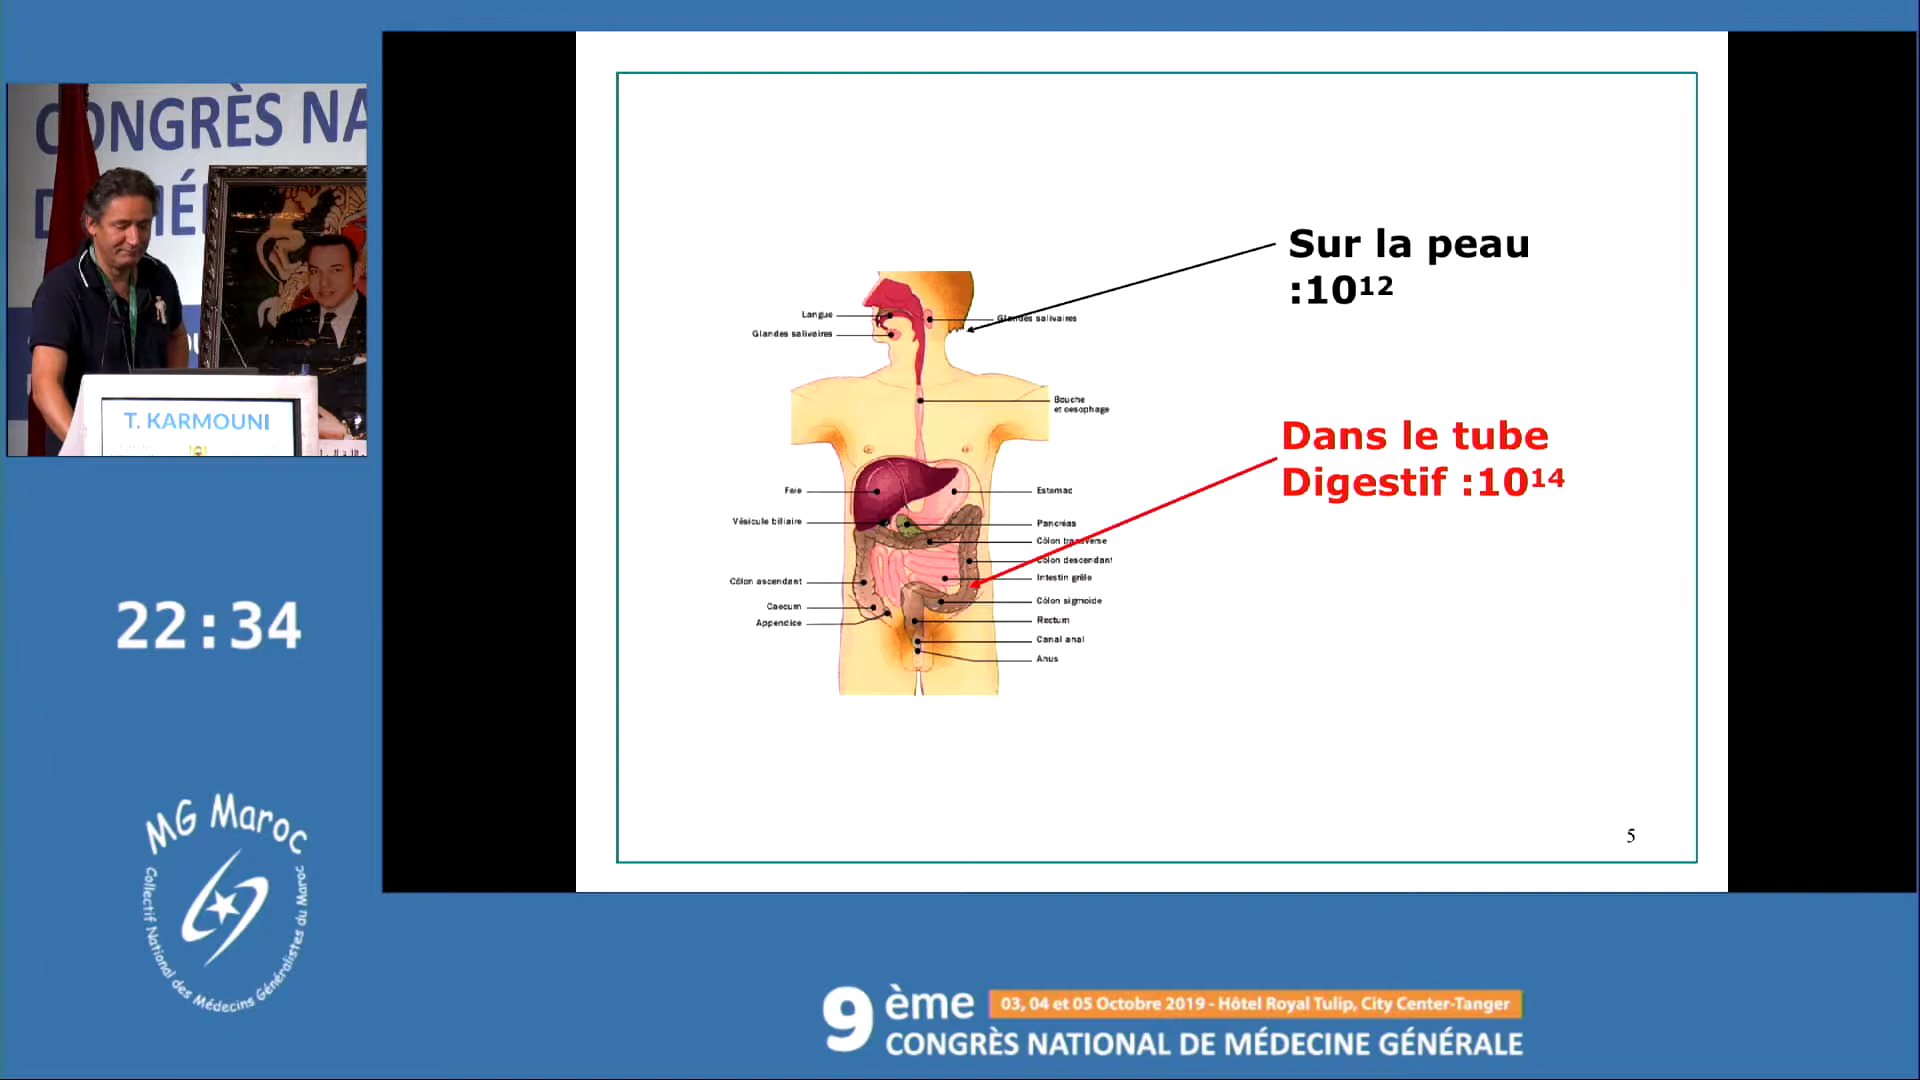 CONGRÈS NA
T. KARMOUNI
22:34
MG Maroc
Collectif National des Médecins Généralistes du Maroc
Sur la peau
:10¹²
Dans le tube
Digestif :10¹⁴
Langue
Glandes salivaires
Glandes salivaires
Bouche
et oesophage
Foie
Estomac
Vésicule biliaire
Pancréas
Côlon transverse
Côlon descendant
Côlon ascendant
Intestin grêle
Caecum
Côlon sigmoide
Appendice
Rectum
Canal anal
Anus
5
9ème
03, 04 et 05 Octobre 2019 - Hôtel Royal Tulip, City Center-Tanger
CONGRÈS NATIONAL DE MÉDECINE GÉNÉRALE